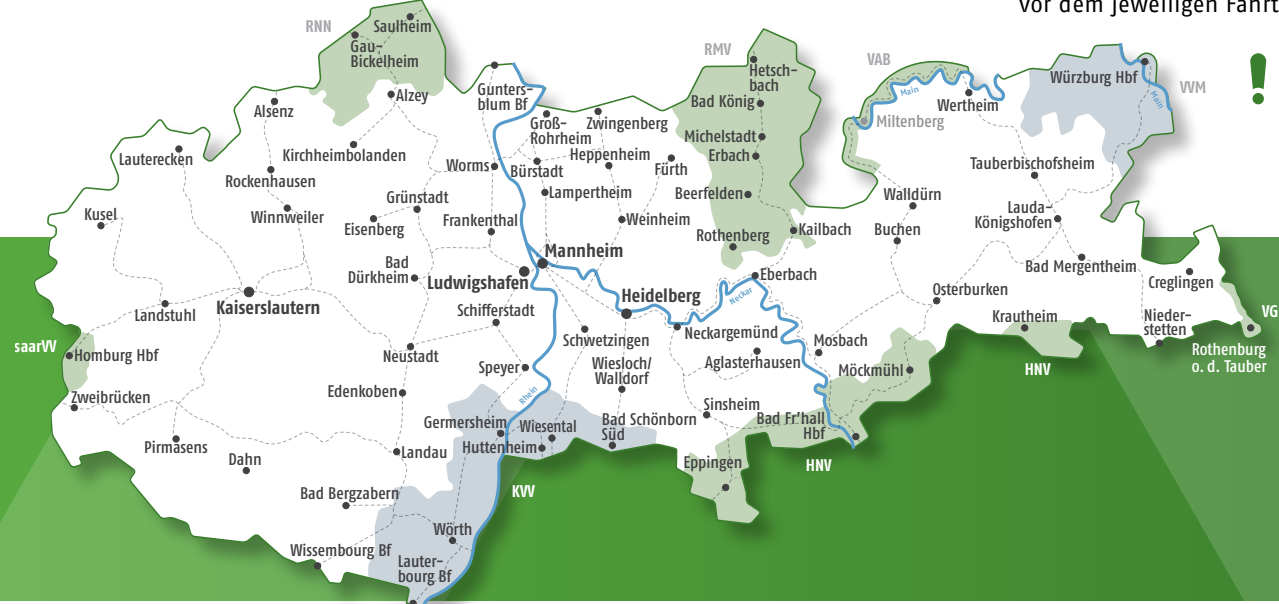 vor dem jeweiligen Fahrt
RNN
Saulheim
Gau-
Bickelheim
Alzey
Alsenz
Lauterecken
Kirchheimbolanden
Rockenhausen
Kusel
Winnweiler
Grünstadt
Eisenberg
Frankenthal
Worms
Gunters-
blum Bf
Groß-
Rohrheim
Zwingenberg
Heppenheim
Bürstadt
Fürth
Lampertheim
Weinheim
RMV
Hetsch-
bach
Bad König
Michelstadt
Erbach
Beerfelden
Rothenberg
Kailbach
VAB
Main
Miltenberg
Wertheim
Würzburg Hbf
Main
VVM
!
Tauberbischofsheim
Walldürn
Lauda-
Königshofen
Buchen
Bad Mergentheim
Creglingen
Osterburken
Krautheim
Nieder-
stetten
VG
Rothenburg
o. d. Tauber
HNV
Mannheim
Ludwigshafen
Bad
Dürkheim
Kaiserslautern
Landstuhl
saarVV
Homburg Hbf
Zweibrücken
Schifferstadt
Neustadt
Speyer
Rhein
Edenkoben
Heidelberg
Neckar
Eberbach
Schwetzingen
Neckargemünd
Wiesloch/
Walldorf
Aglasterhausen
Mosbach
Möckmühl
Sinsheim
Bad Fr'hall
Hbf
HNV
Eppingen
Bad Schönborn
Süd
Germersheim
Wiesental
Huttenheim
KVV
Pirmasens
Dahn
Landau
Bad Bergzabern
Wörth
Wissembourg Bf
Lauter-
bourg Bf